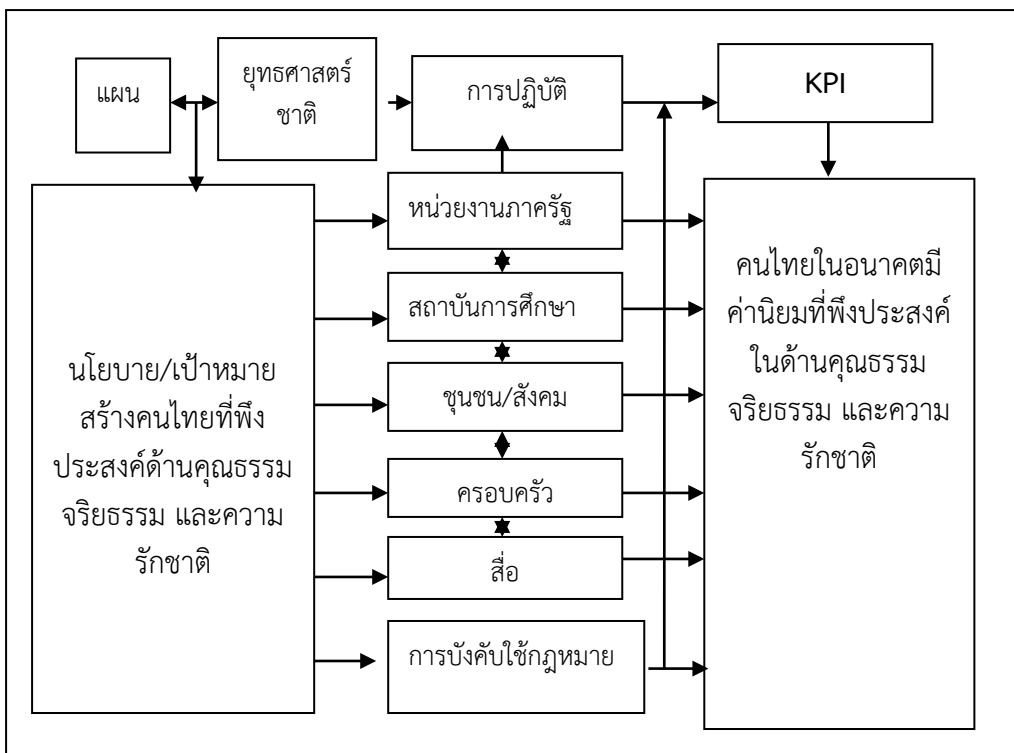 แผน
ยุทธศาสตร์
ชาติ
การปฏิบัติ
KPI
นโยบาย/เป้าหมาย
สร้างคนไทยที่พึง
ประสงค์ด้านคุณธรรม
จริยธรรม และความ
รักชาติ
หน่วยงานภาครัฐ
สถาบันการศึกษา
ชุนชน/สังคม
ครอบครัว
สื่อ
การบังคับใช้กฎหมาย
คนไทยในอนาคตมี
ค่านิยมที่พึงประสงค์
ในด้านคุณธรรม
จริยธรรม และความ
รักชาติ